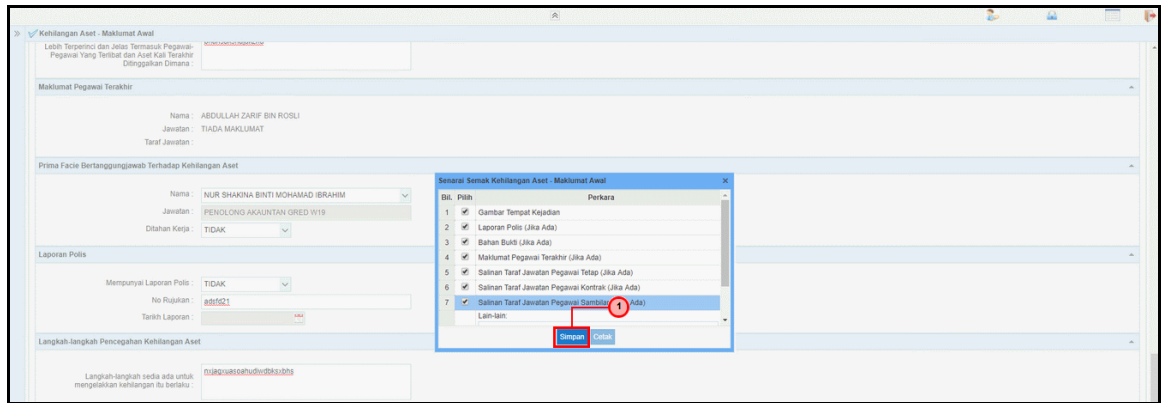 Kehilangan Aset - Maklumat Awal
Lebih Terperinci dan Jelas Termasuk Pegawai-
Pegawai Yang Terlibat dan Aset Kali Terakhir
Ditinggalkan Dimana :
Maklumat Pegawai Terakhir
Nama : ABDULLAH ZARIF BIN ROSLI
Jawatan : TIADA MAKLUMAT
Taraf Jawatan :
Prima Facie Bertanggungjawab Terhadap Kehilangan Aset
Nama : NUR SHAKINA BINTI MOHAMAD IBRAHIM
Jawatan : PENOLONG AKAUNTAN GRED W19
Ditahan Kerja : TIDAK
Laporan Polis
Mempunyai Laporan Polis : TIDAK
No Rujukan : adsfd21
Tarikh Laporan :
Langkah-langkah Pencegahan Kehilangan Aset
Langkah-langkah sedia ada untuk
mengelakkan kehilangan itu berlaku :
Senarai Semak Kehilangan Aset - Maklumat Awal
Bil. Pilih Perkara
1 Gambar Tempat Kejadian
2 Laporan Polis (Jika Ada)
3 Bahan Bukti (Jika Ada)
4 Maklumat Pegawai Terakhir (Jika Ada)
5 Salinan Taraf Jawatan Pegawai Tetap (Jika Ada)
6 Salinan Taraf Jawatan Pegawai Kontrak (Jika Ada)
7 Salinan Taraf Jawatan Pegawai Ada)
1
Lain-lain:
Simpan Cetak